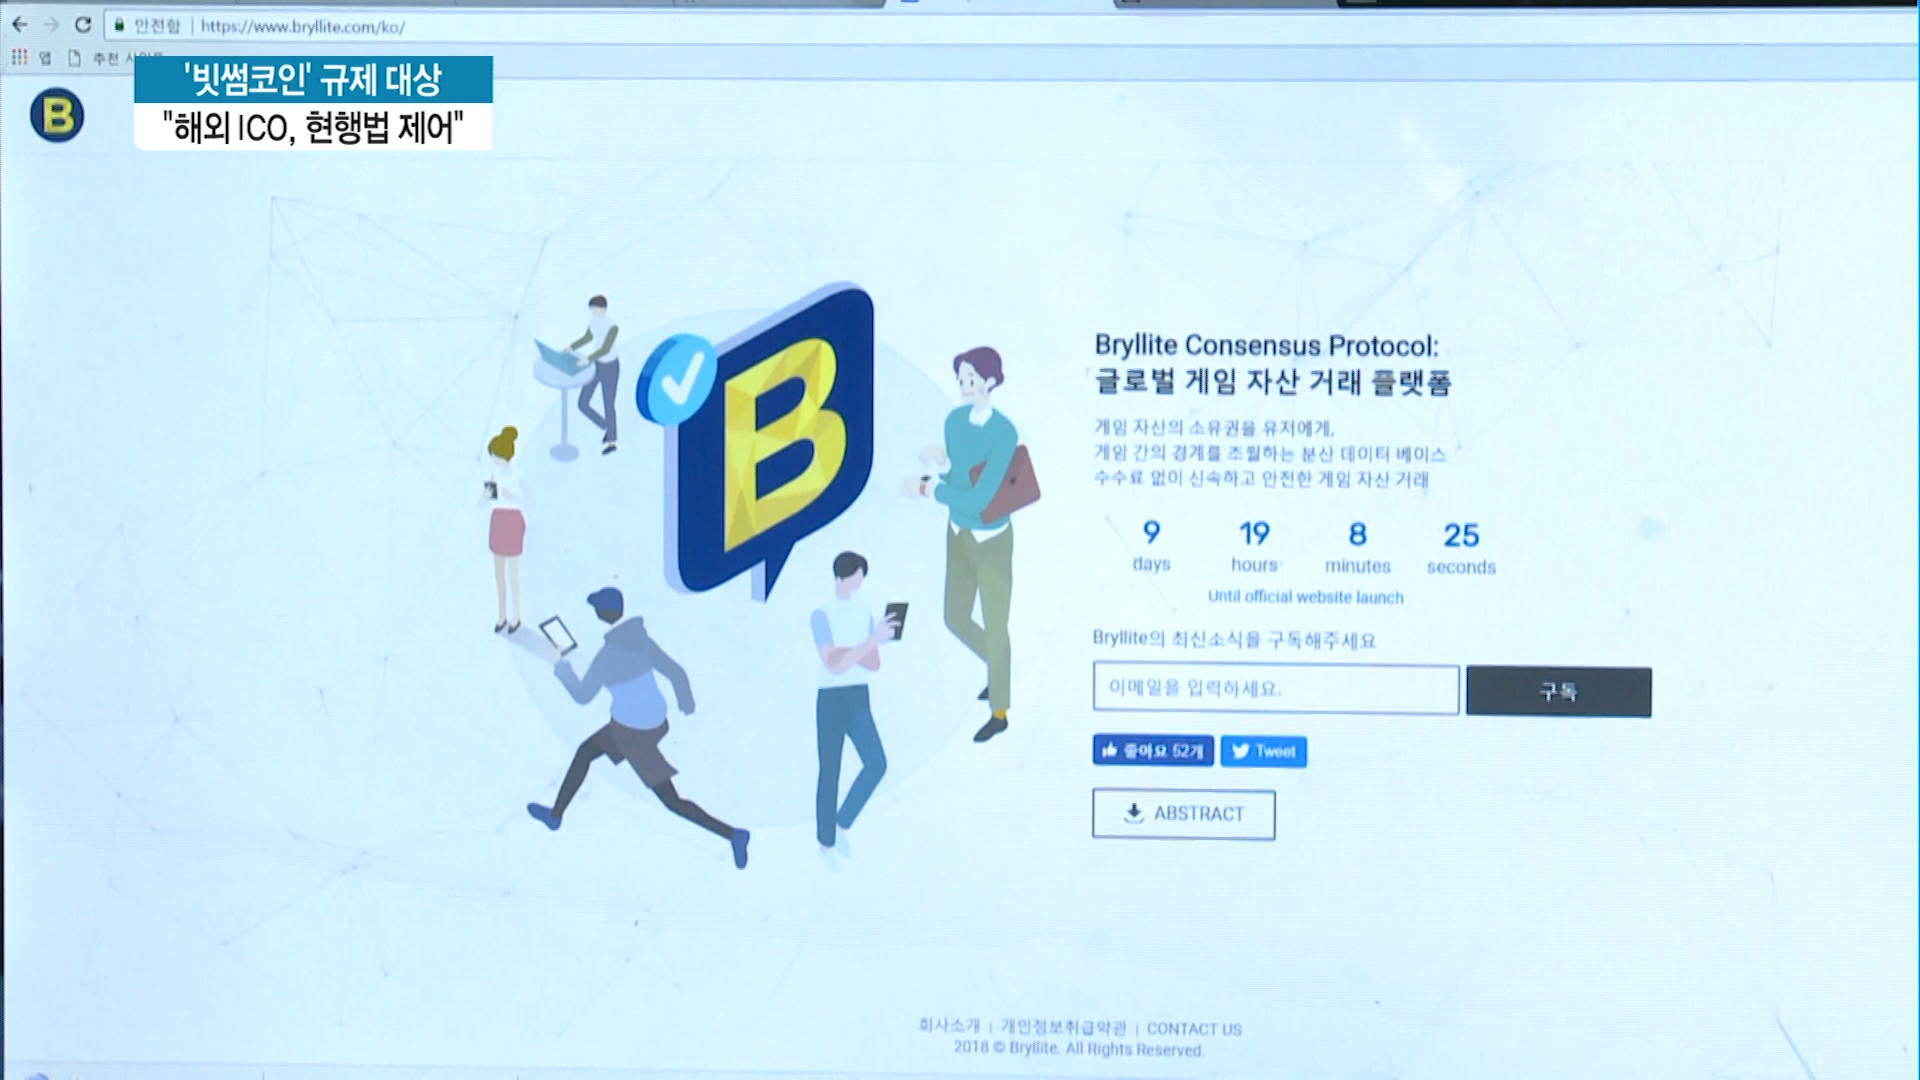 안전함 | https://www.bryllite.com/ko/
앱 추천
'빗썸코인' 규제 대상
"해외 ICO, 현행법 제어"
B
B
Bryllite Consensus Protocol:
글로벌 게임 자산 거래 플랫폼
게임 자산의 소유권을 유저에게,
게임 간의 경계를 초월하는 분산 데이터 베이스
수수료 없이 신속하고 안전한 게임 자산 거래
9 19 8 25
days hours minutes seconds
Until official website launch
Bryllite의 최신소식을 구독해주세요
이메일을 입력하세요. 구독
좋아요 52개 Tweet
ABSTRACT
회사소개 | 개인정보취급약관 | CONTACT US
2018 © Bryllite. All Rights Reserved.